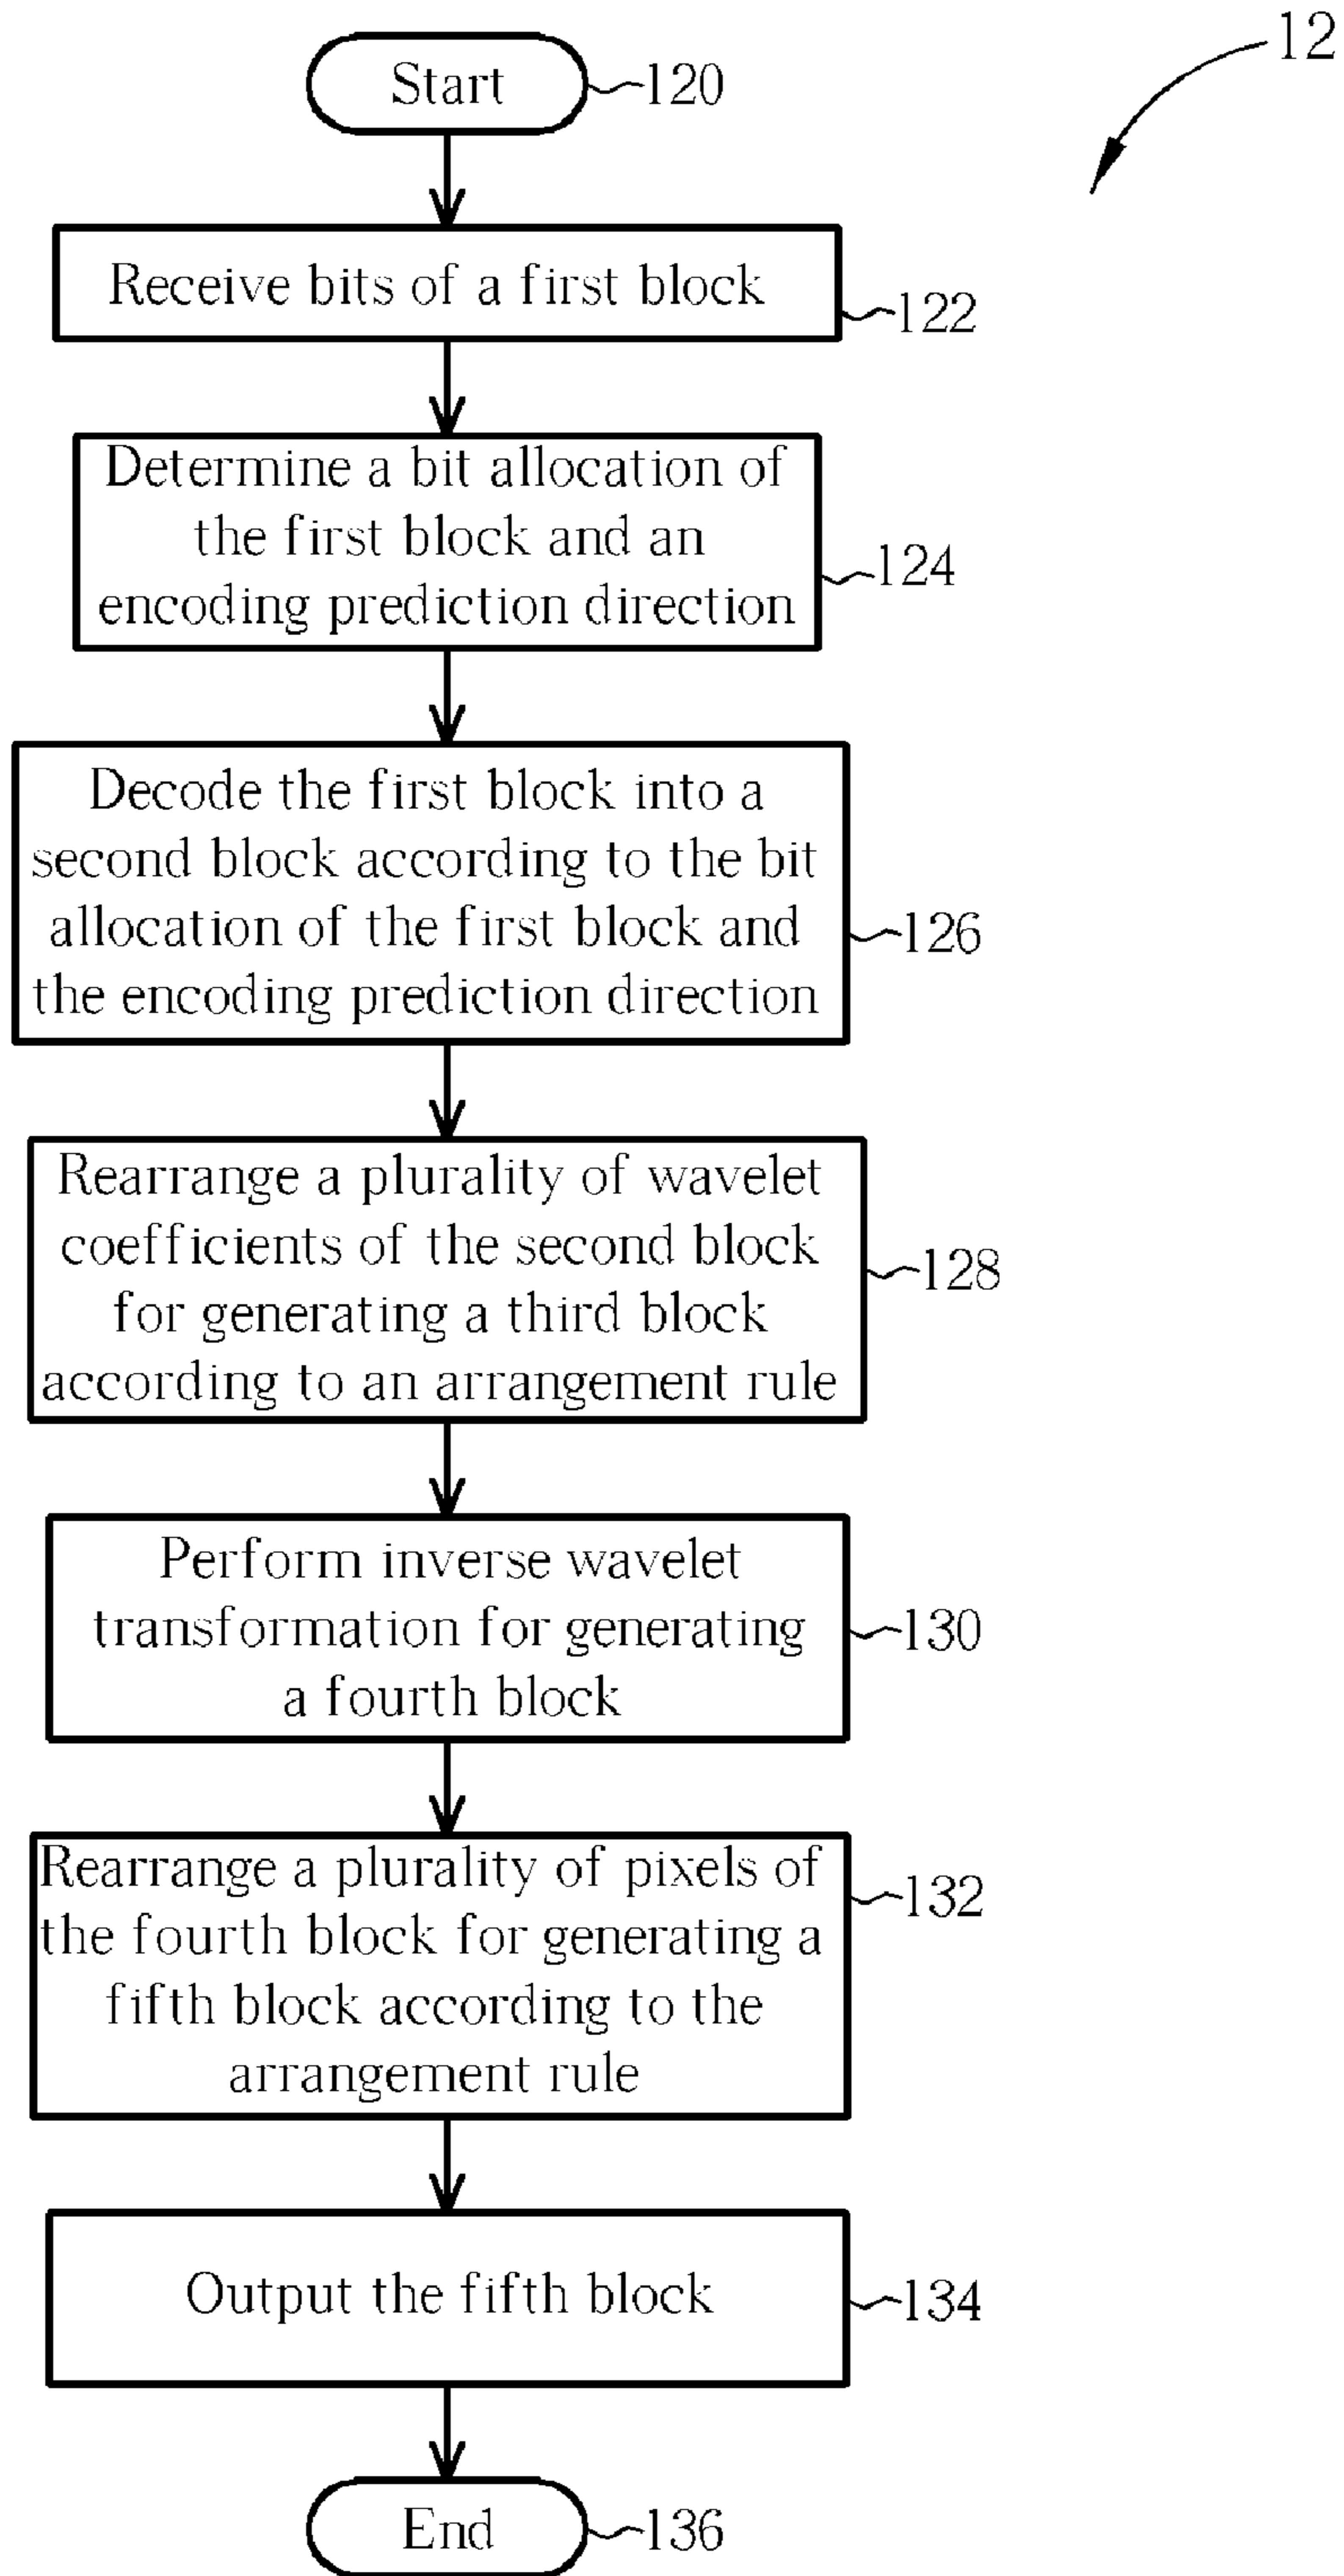 12
Start
120
Receive bits of a first block
122
Determine a bit allocation of
the first block and an
encoding prediction direction
124
Decode the first block into a
second block according to the bit
allocation of the first block and
the encoding prediction direction
126
Rearrange a plurality of wavelet
coefficients of the second block
for generating a third block
according to an arrangement rule
128
Perform inverse wavelet
transformation for generating
a fourth block
130
Rearrange a plurality of pixels of
the fourth block for generating a
fifth block according to the
arrangement rule
132
Output the fifth block
134
End
136